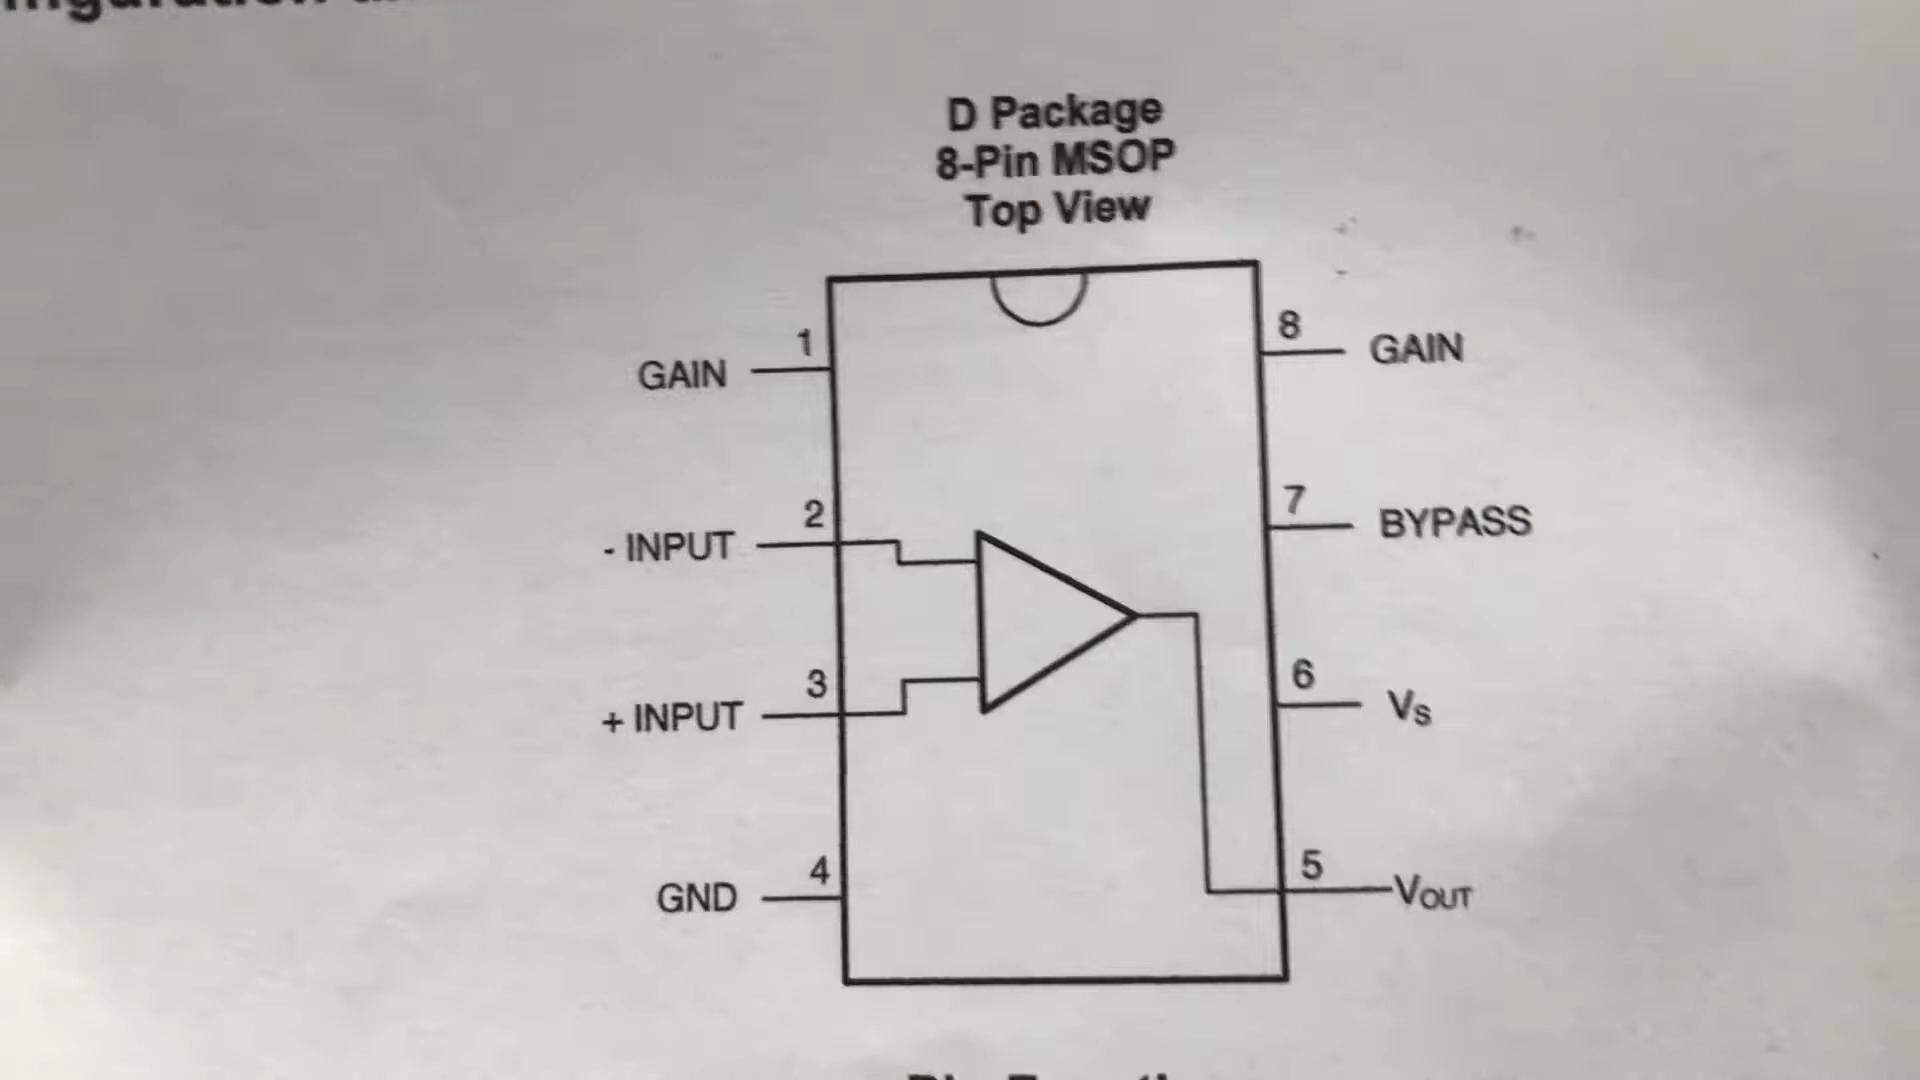 D Package
8-Pin MSOP
Top View
1
GAIN
8
GAIN
2
- INPUT
7
BYPASS
3
+ INPUT
6
VS
4
GND
5
VOUT